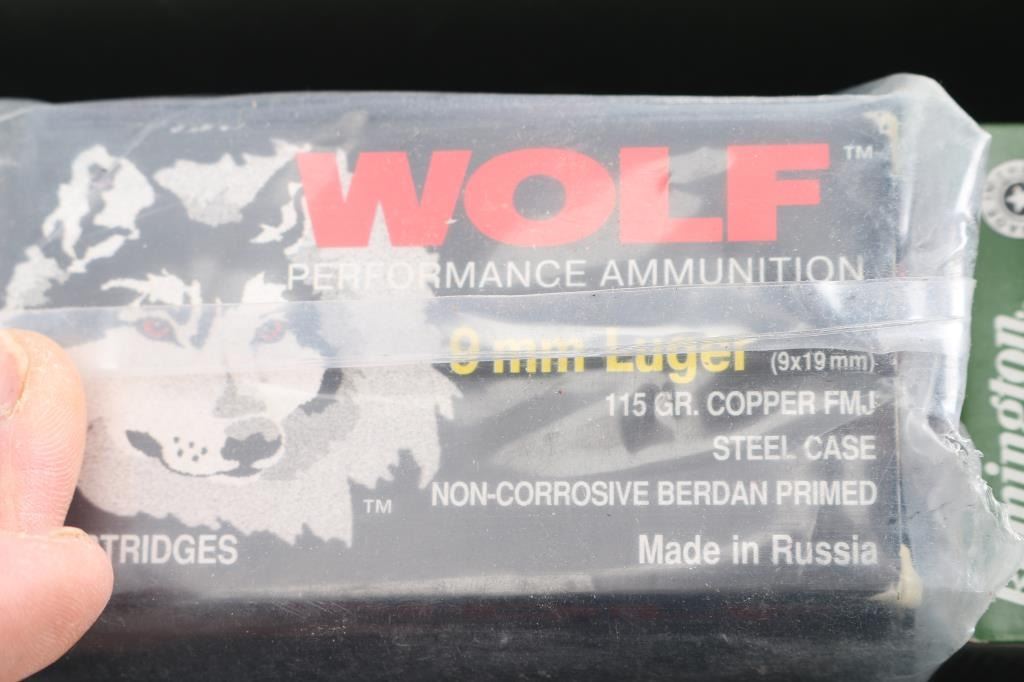 WOLF™
PERFORMANCE AMMUNITION
9 mm Luger (9x19 mm)
115 GR. COPPER FMJ
STEEL CASE
NON-CORROSIVE BERDAN PRIMED
™
TRIDGES
Made in Russia
mington